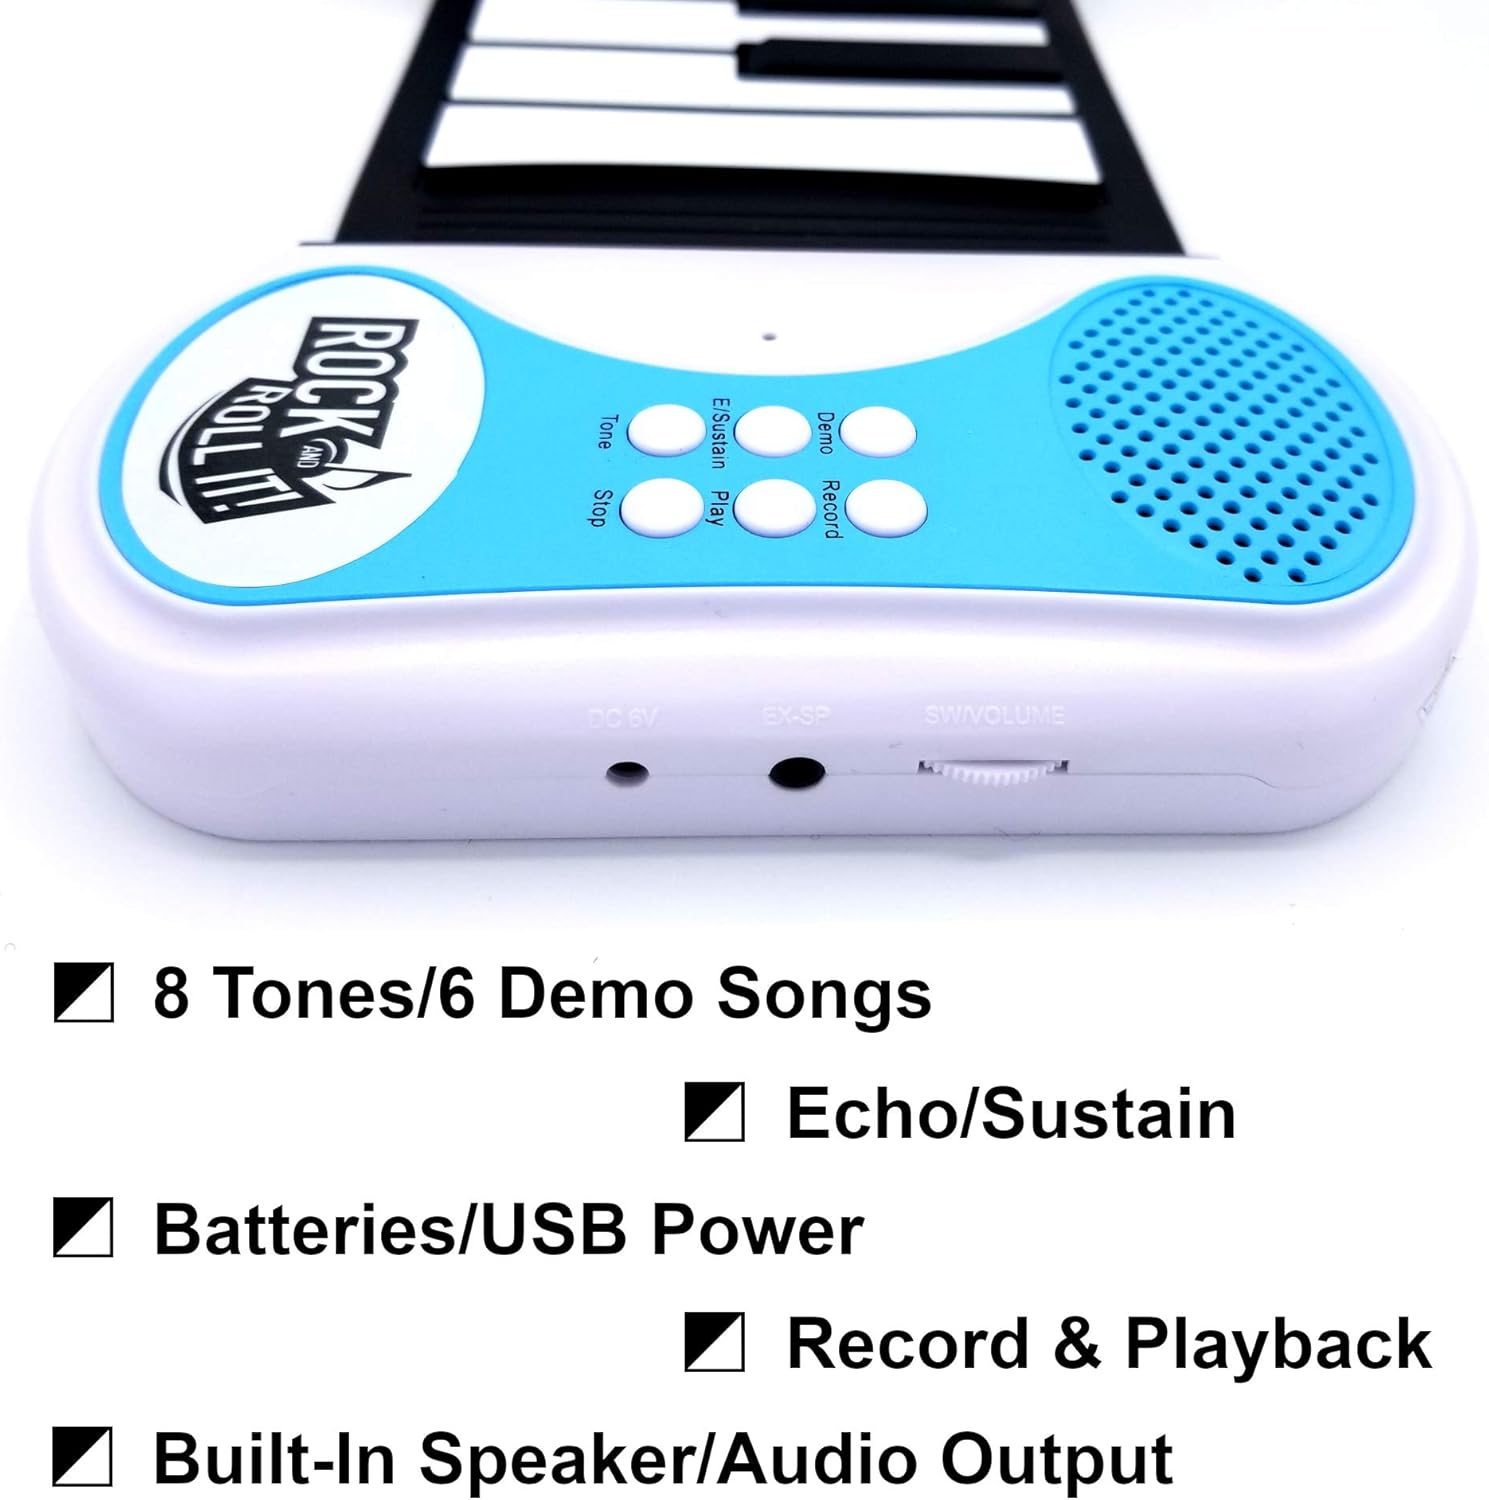 ROCK
AND
ROLL IT!
Tone
E/Sustain
Demo
Stop
Play
Record
DC 6V
EX-SP
SW/VOLUME
8 Tones/6 Demo Songs
Echo/Sustain
Batteries/USB Power
Record & Playback
Built-In Speaker/Audio Output